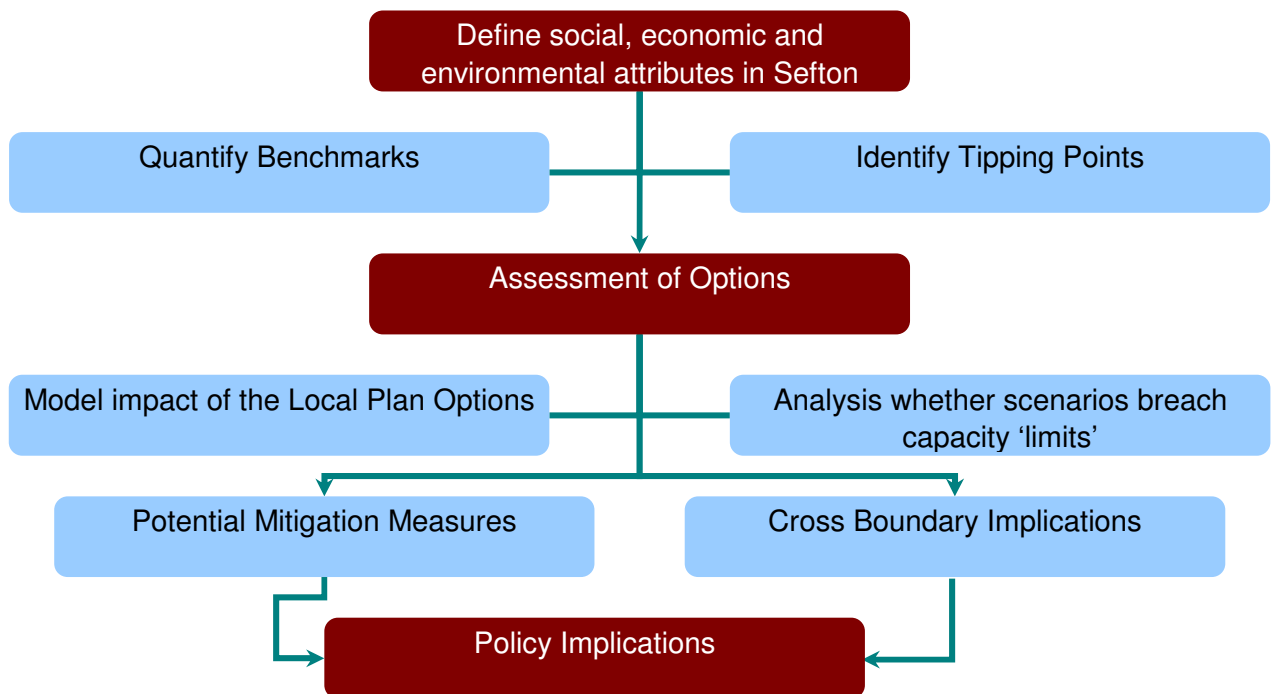 Define social, economic and
environmental attributes in Sefton
Quantify Benchmarks
Identify Tipping Points
Assessment of Options
Model impact of the Local Plan Options
Analysis whether scenarios breach
capacity ‘limits’
Potential Mitigation Measures
Cross Boundary Implications
Policy Implications